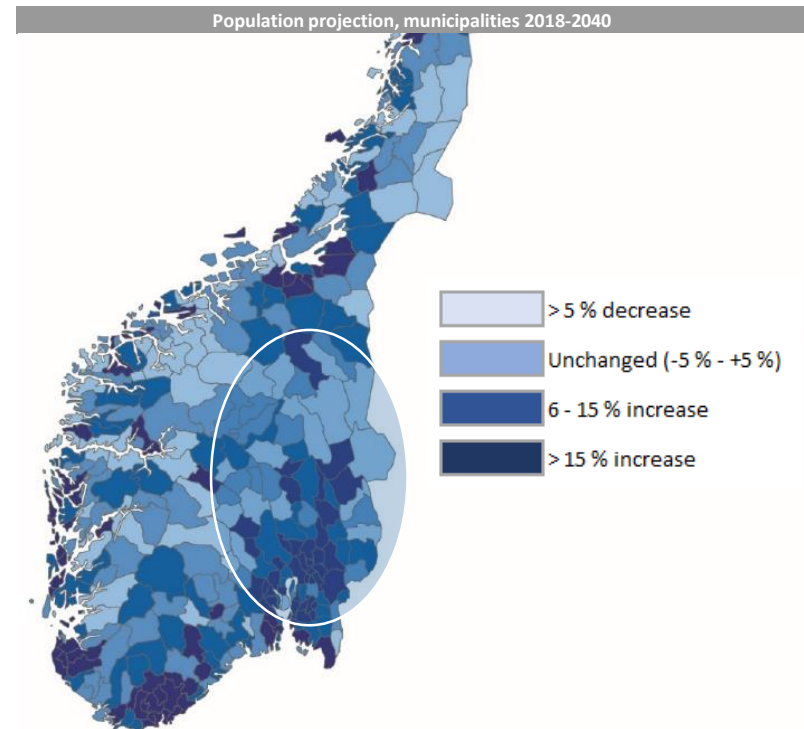 Population projection, municipalities 2018-2040
> 5 % decrease
Unchanged (-5 % - +5 %)
6 - 15 % increase
> 15 % increase